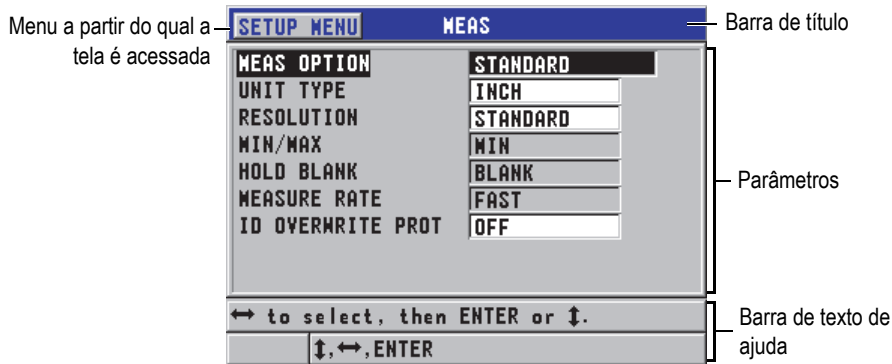 Menu a partir do qual a
tela é acessada
SETUP MENU MEAS
Barra de título
MEAS OPTION STANDARD
UNIT TYPE INCH
RESOLUTION STANDARD
MIN/MAX MIN
HOLD BLANK BLANK
MEASURE RATE FAST
ID OVERWRITE PROT OFF
Parâmetros
↔ to select, then ENTER or ↕.
↕,↔,ENTER
Barra de texto de
ajuda